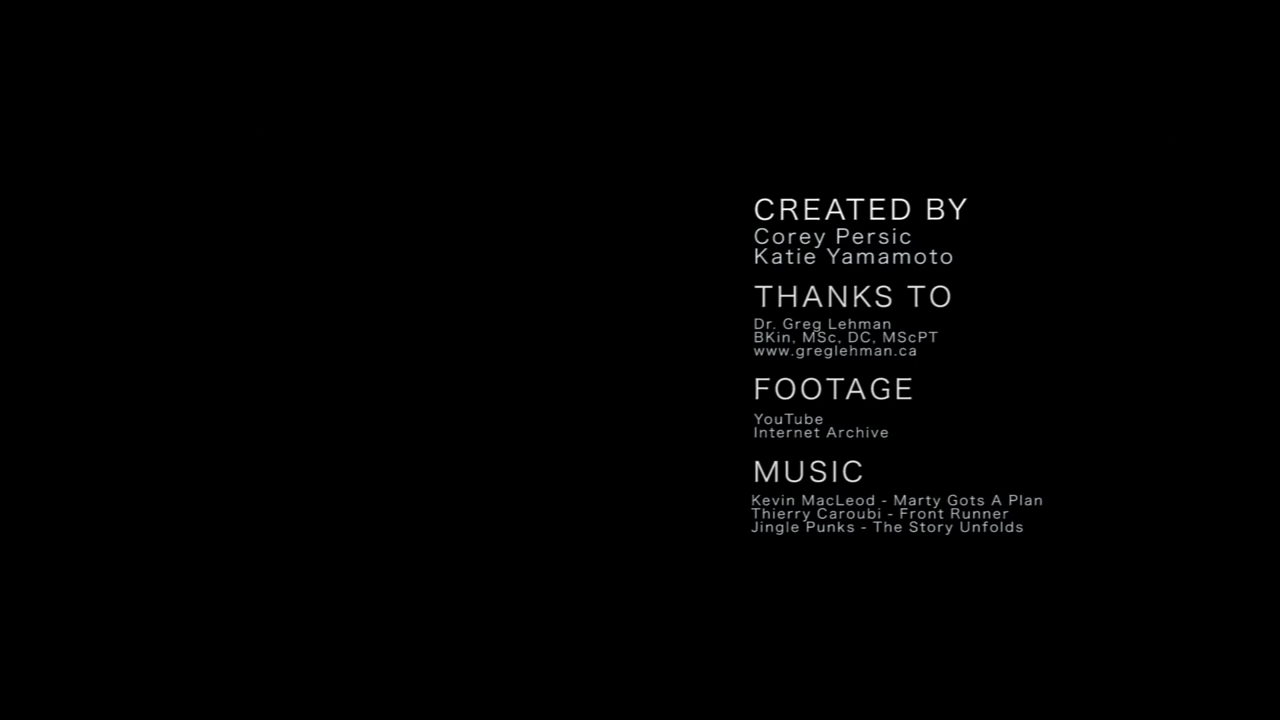 CREATED BY
Corey Persic
Katie Yamamoto
THANKS TO
Dr. Greg Lehman
BKin, MSc, DC, MScPT
www.greglehman.ca
FOOTAGE
YouTube
Internet Archive
MUSIC
Kevin MacLeod - Marty Gots A Plan
Thierry Caroubi - Front Runner
Jingle Punks - The Story Unfolds